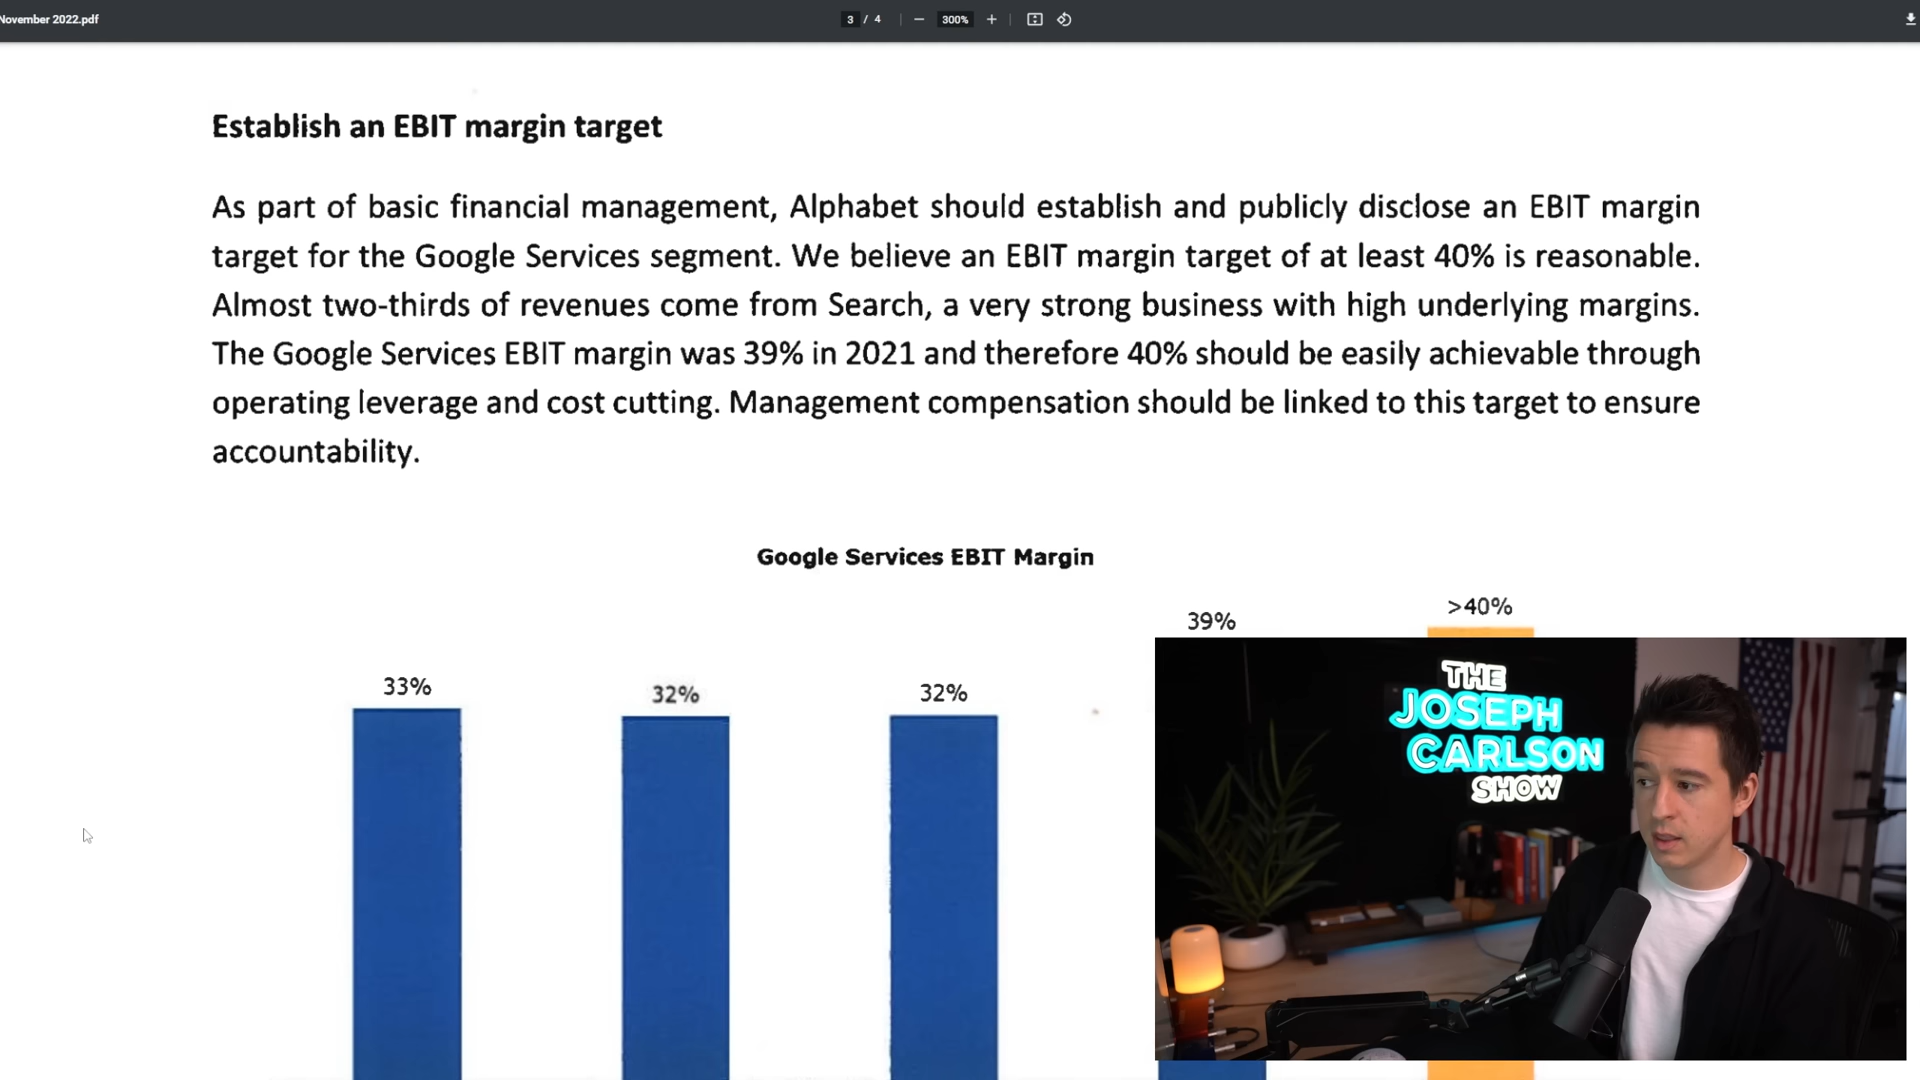 November 2022.pdf
3 / 4
300%
Establish an EBIT margin target
As part of basic financial management, Alphabet should establish and publicly disclose an EBIT margin
target for the Google Services segment. We believe an EBIT margin target of at least 40% is reasonable.
Almost two-thirds of revenues come from Search, a very strong business with high underlying margins.
The Google Services EBIT margin was 39% in 2021 and therefore 40% should be easily achievable through
operating leverage and cost cutting. Management compensation should be linked to this target to ensure
accountability.
Google Services EBIT Margin
33%
32%
32%
39%
>40%
THE
JOSEPH
CARLSON
SHOW